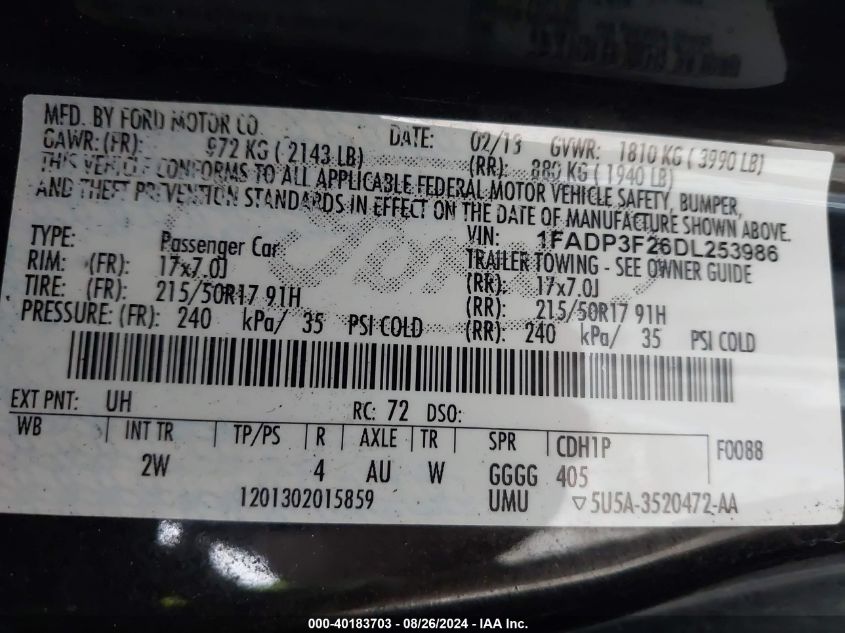 MFD. BY FORD MOTOR CO.
DATE: 02/13 GVWR: 1810 KG ( 3990 LB)
GAWR: (FR): 972 KG ( 2143 LB) (RR): 880 KG ( 1940 LB)
THIS VEHICLE CONFORMS TO ALL APPLICABLE FEDERAL MOTOR VEHICLE SAFETY, BUMPER,
AND THEFT PREVENTION STANDARDS IN EFFECT ON THE DATE OF MANUFACTURE SHOWN ABOVE.
VIN: 1FADP3F26DL253986
TYPE: Passenger Car TRAILER TOWING - SEE OWNER GUIDE
RIM: (FR): 17x7.0J (RR): 17x7.0J
TIRE: (FR): 215/50R17 91H (RR): 215/50R17 91H
PRESSURE: (FR): 240 kPa/ 35 PSI COLD (RR): 240 kPa/ 35 PSI COLD
EXT PNT: UH RC: 72 DSO:
WB INT TR TP/PS R AXLE TR SPR CDH1P F0088
2W 4 AU W GGGG 405
1201302015859 UMU ▽5U5A-3520472-AA
000-40183703 - 08/26/2024 - IAA Inc.